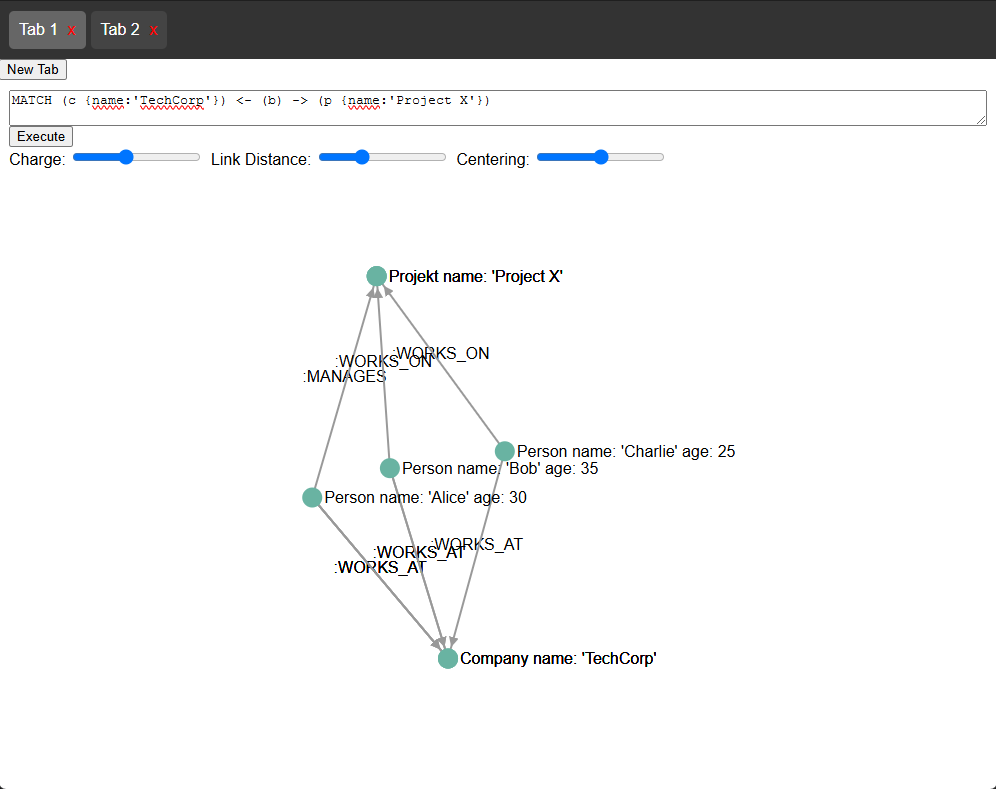 Tab 1 x Tab 2 x
New Tab
MATCH (c {name:'TechCorp'}) <- (b) -> (p {name:'Project X'})
Execute
Charge: Link Distance: Centering:
Projekt name: 'Project X'
:WORKS_ON
:WORKS_ON
:MANAGES
Person name: 'Charlie' age: 25
Person name: 'Bob' age: 35
Person name: 'Alice' age: 30
:WORKS_AT
:WORKS_AT
:WORKS_AT
Company name: 'TechCorp'